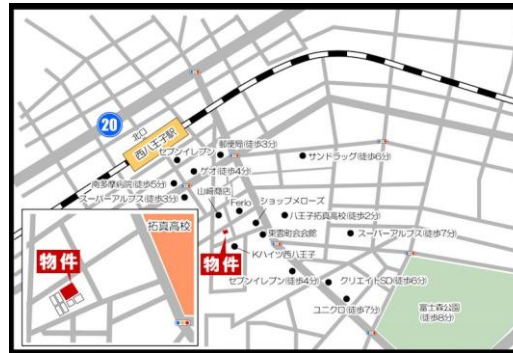 20
北口
西八王子駅
セブンイレブン
郵便局(徒歩3分)
サンドラッグ(徒歩6分)
ゲオ(徒歩4分)
南多摩病院(徒歩5分)
スーパーアルプス(徒歩3分)
山崎商店
Ferio
ショップメローズ
八王子拓真高校(徒歩2分)
東雲町会会館
スーパーアルプス(徒歩7分)
物件
Kハイツ西八王子
セブンイレブン(徒歩4分)
クリエイトSD(徒歩6分)
ユニクロ(徒歩7分)
富士森公園
(徒歩8分)
拓真高校
物件